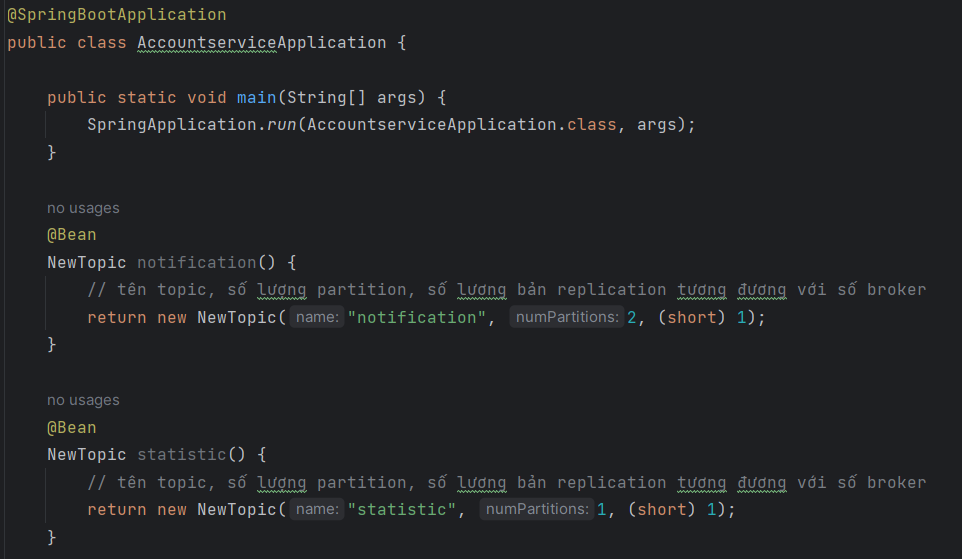 @SpringBootApplication
public class AccountserviceApplication {
public static void main(String[] args) {
SpringApplication.run(AccountserviceApplication.class, args);
}
no usages
@Bean
NewTopic notification() {
// tên topic, số lượng partition, số lượng bản replication tương đương với số broker
return new NewTopic( name: "notification", numPartitions: 2, (short) 1);
}
no usages
@Bean
NewTopic statistic() {
// tên topic, số lượng partition, số lượng bản replication tương đương với số broker
return new NewTopic( name: "statistic", numPartitions: 1, (short) 1);
}